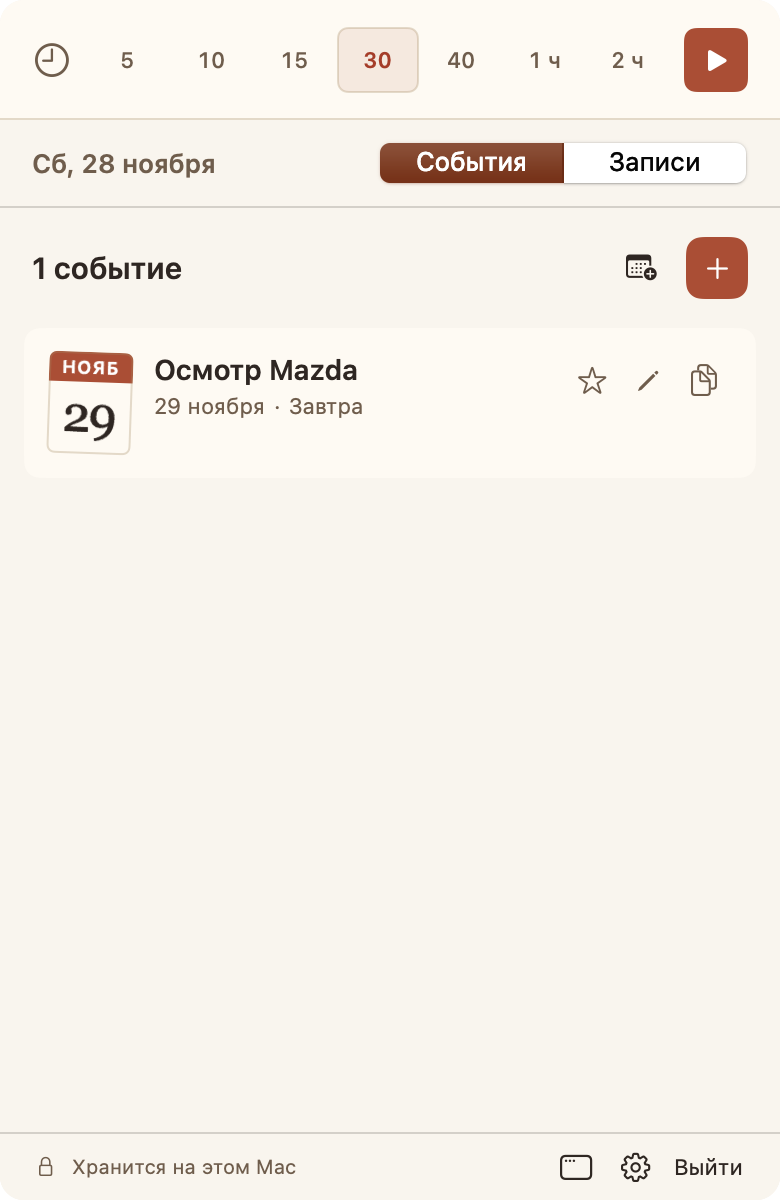 5 10 15 30 40 1 ч 2 ч
Сб, 28 ноября События Записи
1 событие
НОЯБ
29
Осмотр Mazda
29 ноября · Завтра
Хранится на этом Mac Выйти